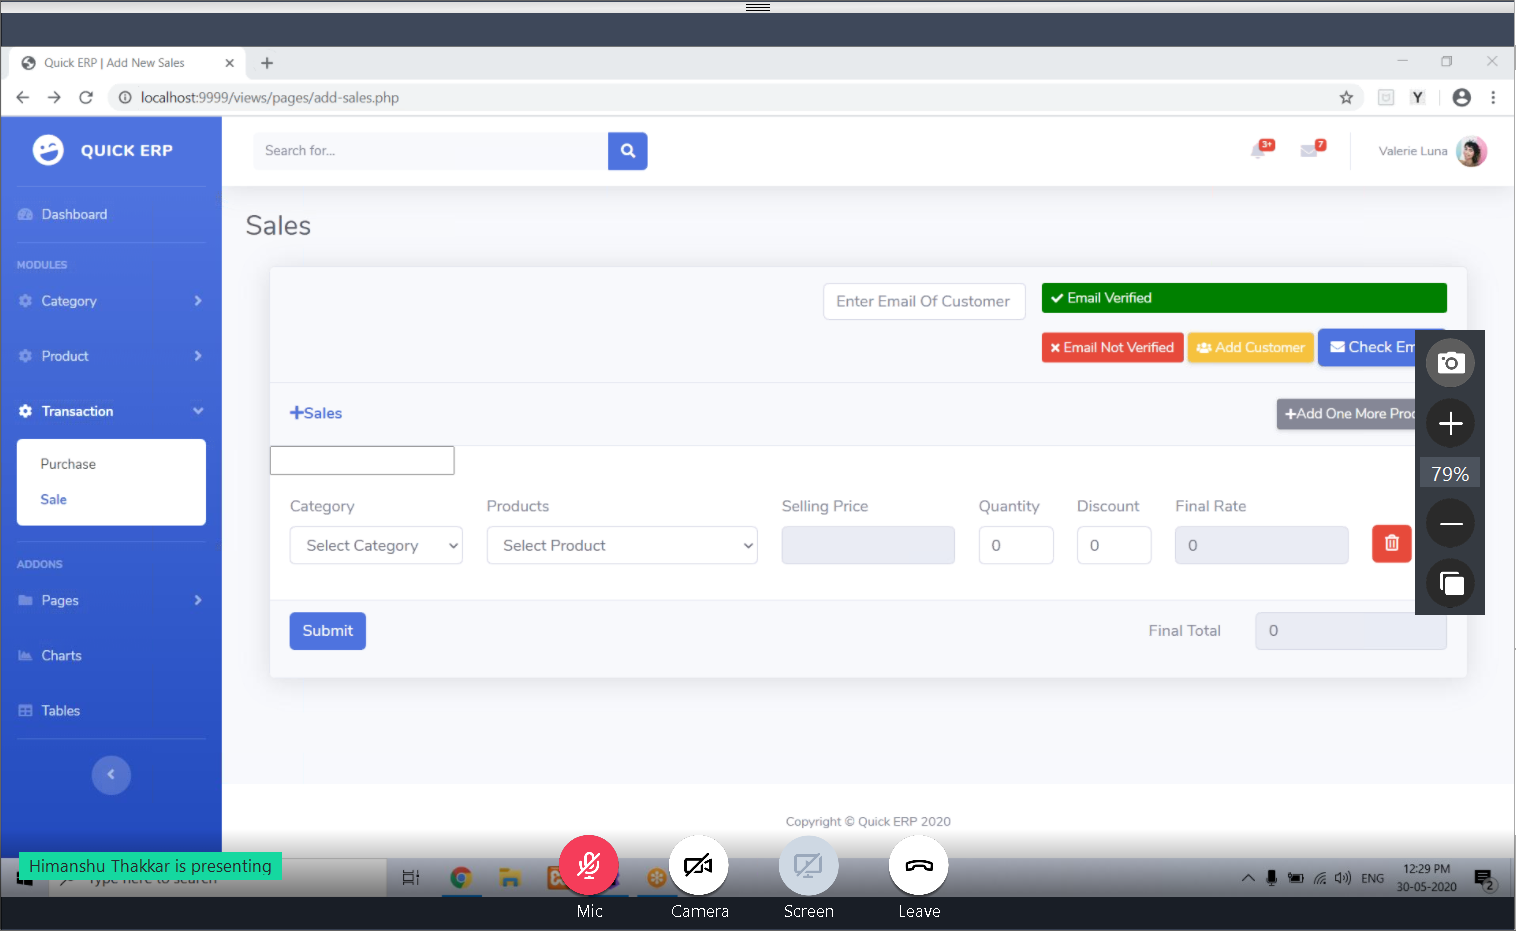 Quick ERP | Add New Sales
localhost:9999/views/pages/add-sales.php
Y
QUICK ERP
Search for...
3+
7
Valerie Luna
Dashboard
Sales
MODULES
Category
Product
Transaction
Purchase
Sale
ADDONS
Pages
Charts
Tables
Enter Email Of Customer
Email Verified
Email Not Verified
Add Customer
Check Em
Sales
Add One More Prod
79%
Category
Products
Selling Price
Quantity
Discount
Final Rate
Select Category
Select Product
0
0
0
Submit
Final Total
0
Copyright © Quick ERP 2020
Himanshu Thakkar is presenting
Type here to search
ENG
12:29 PM
30-05-2020
2
Mic
Camera
Screen
Leave